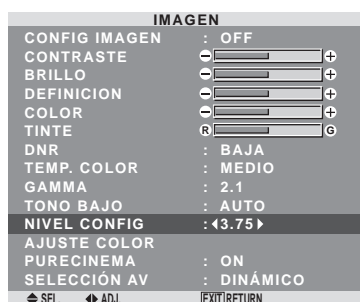 IMAGEN
CONFIG IMAGEN : OFF
CONTRASTE
BRILLO
DEFINICION
COLOR
TINTE R G
DNR : BAJA
TEMP. COLOR : MEDIO
GAMMA : 2.1
TONO BAJO : AUTO
NIVEL CONFIG : 3.75
AJUSTE COLOR
PURECINEMA : ON
SELECCIÓN AV : DINÁMICO
SEL. ADJ. EXIT RETURN